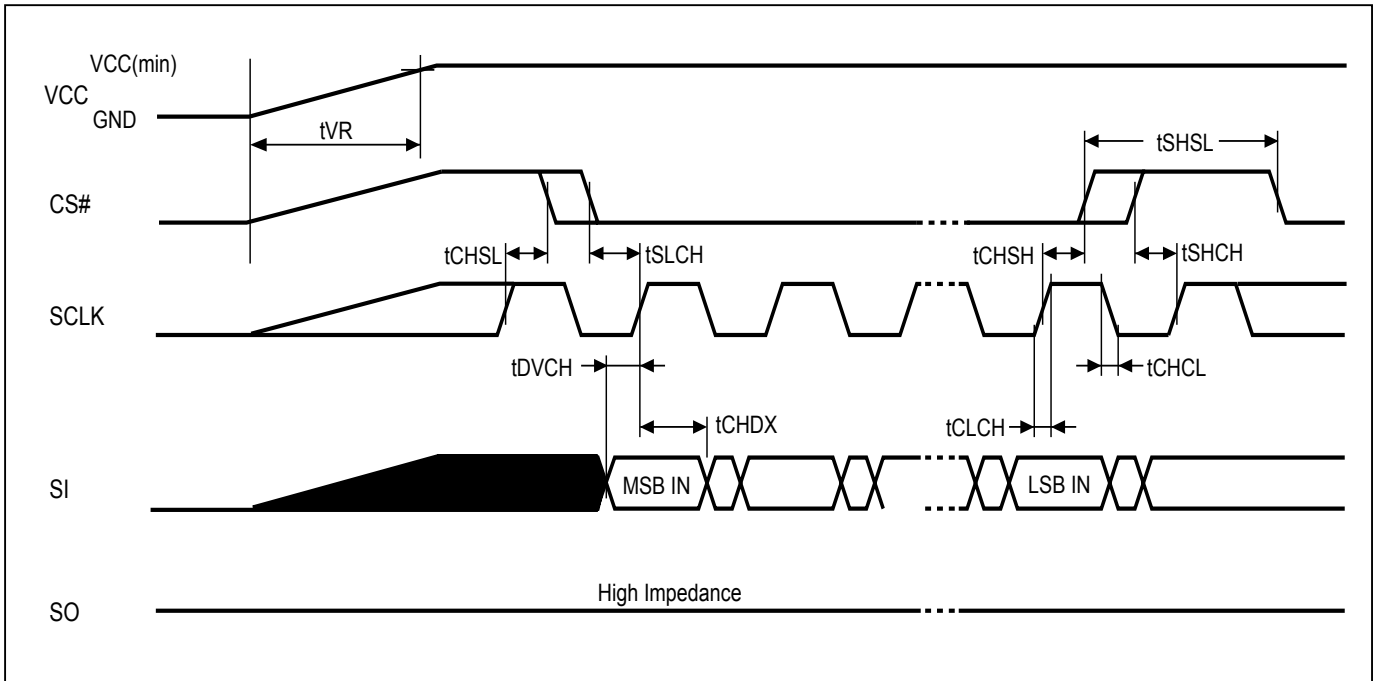 VCC(min)
VCC
GND
tVR
tSHSL
CS#
tCHSL
tSLCH
tCHSH
tSHCH
SCLK
tDVCH
tCHCL
tCHDX
tCLCH
SI
MSB IN
LSB IN
High Impedance
SO